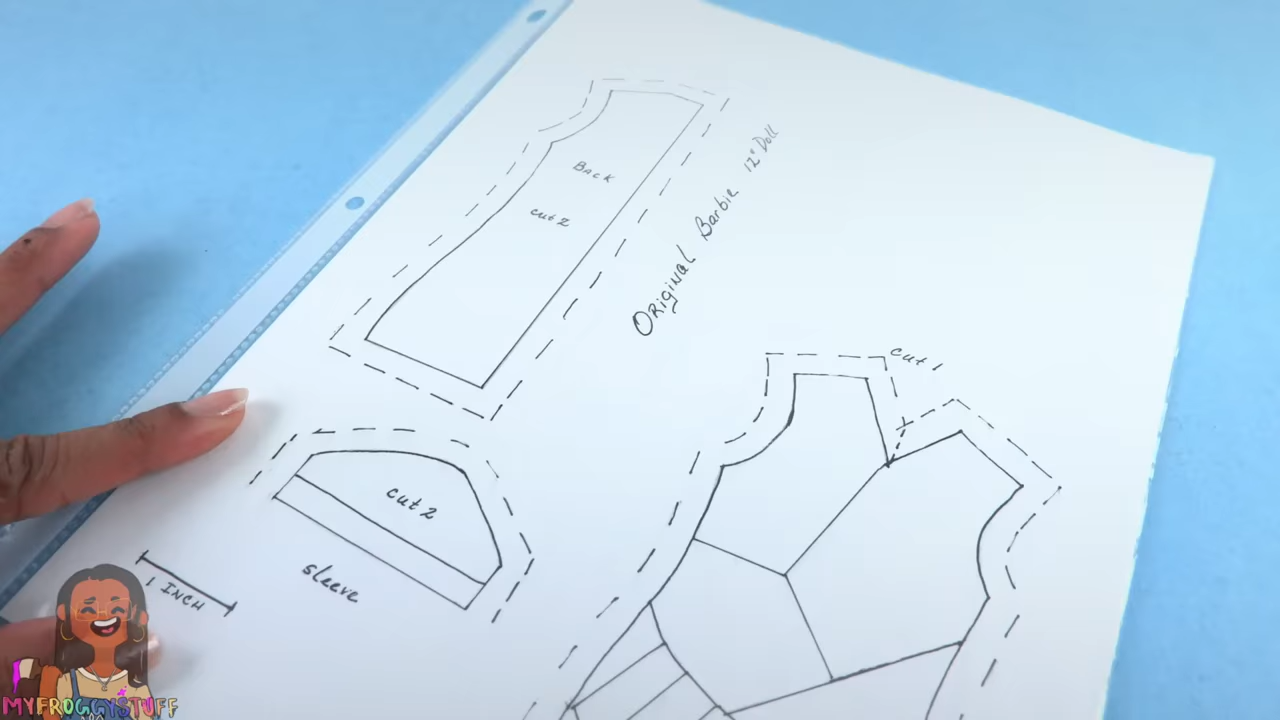 BACK
cut 2
Original Barbie 12" Doll
cut 1
cut 2
sleeve
1 INCH
MYFROGGYSTUFF